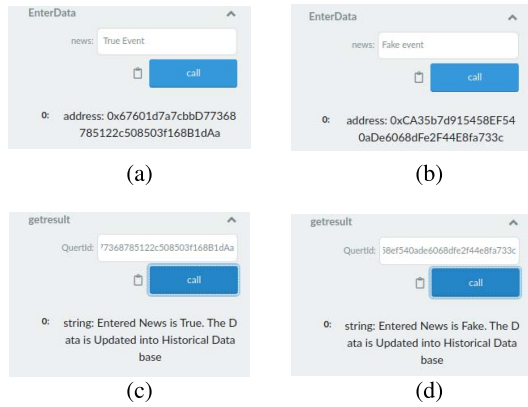 EnterData
news: True Event
call
0: address: 0x67601d7a7cbbD77368
785122c508503f168B1dAa
(a)
EnterData
news: Fake event
call
0: address: 0xCA35b7d915458EF54
0aDe6068dFe2F44E8fa733c
(b)
getresult
QuertId: 77368785122c508503f168B1dAa
call
0: string: Entered News is True. The D
ata is Updated into Historical Data
base
(c)
getresult
QuertId: 58ef540ade6068dfe2f44e8fa733c
call
0: string: Entered News is Fake. The D
ata is Updated into Historical Data
base
(d)